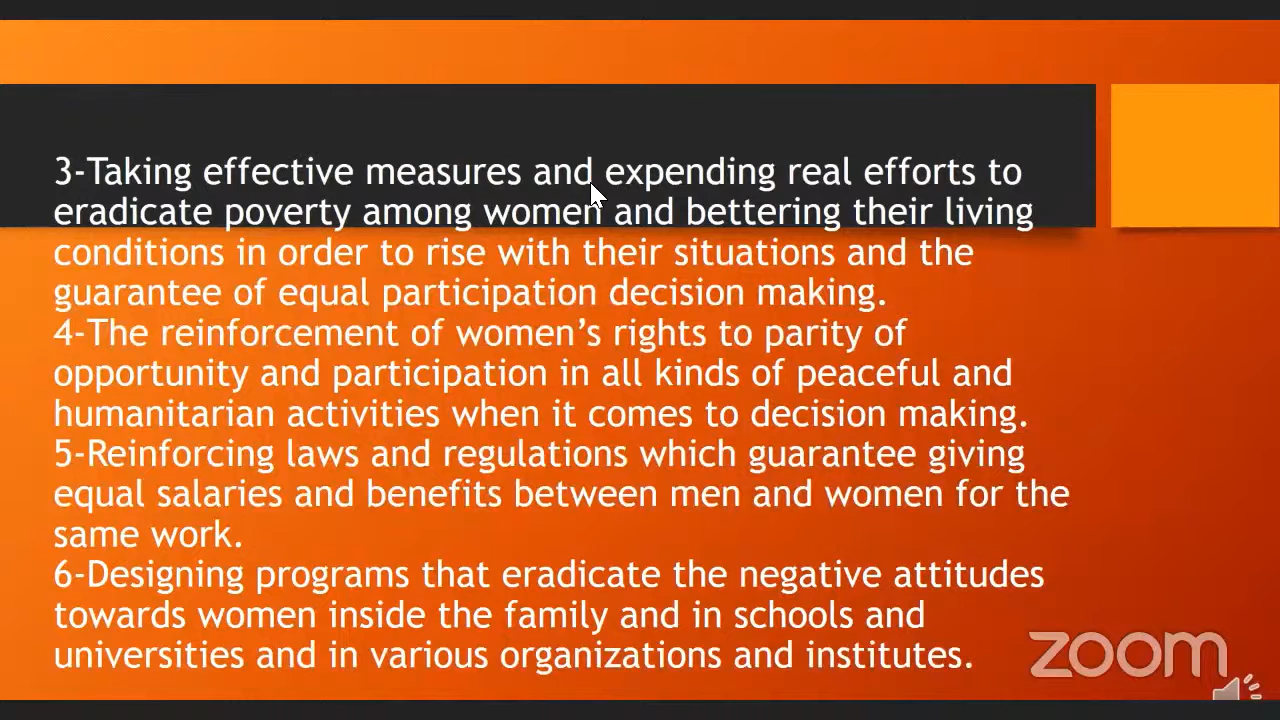 3-Taking effective measures and expending real efforts to
eradicate poverty among women and bettering their living
conditions in order to rise with their situations and the
guarantee of equal participation decision making.
4-The reinforcement of women’s rights to parity of
opportunity and participation in all kinds of peaceful and
humanitarian activities when it comes to decision making.
5-Reinforcing laws and regulations which guarantee giving
equal salaries and benefits between men and women for the
same work.
6-Designing programs that eradicate the negative attitudes
towards women inside the family and in schools and
universities and in various organizations and institutes.
zoom